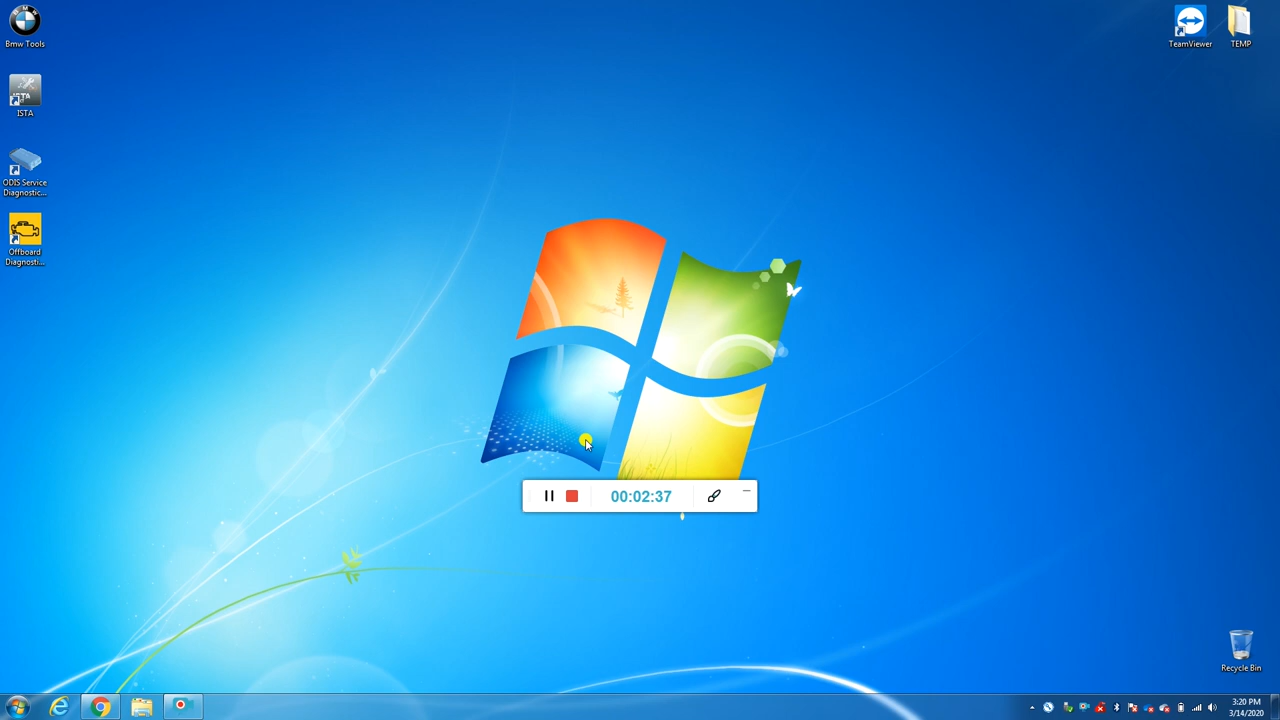 Bmw Tools
ISTA
ODIS Service
Diagnostic...
Offboard
Diagnosti...
TeamViewer
TEMP
00:02:37
Recycle Bin
3:20 PM
3/14/2020